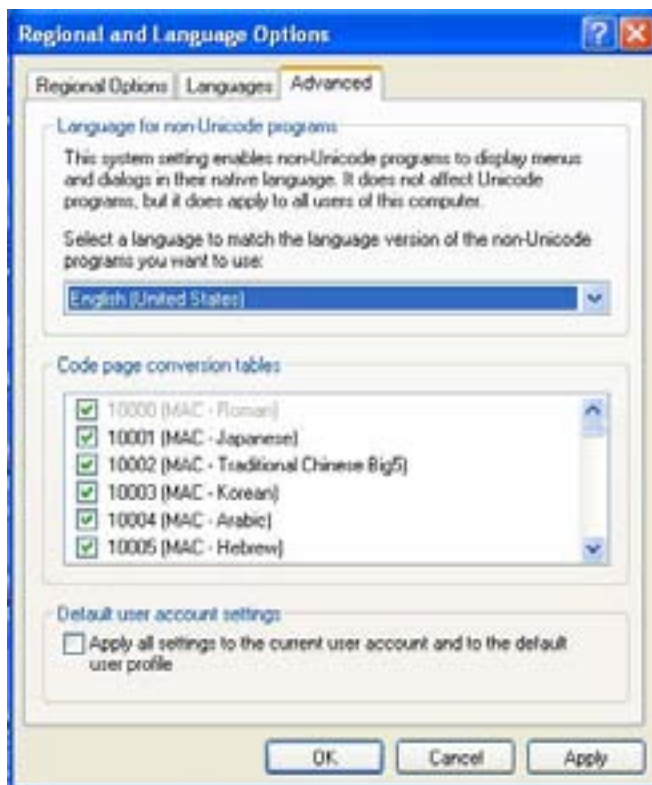 Regional and Language Options
Regional Options
Languages
Advanced
Language for non-Unicode programs
This system setting enables non-Unicode programs to display menus
and dialogs in their native language. It does not affect Unicode
programs, but it does apply to all users of this computer.
Select a language to match the language version of the non-Unicode
programs you want to use:
English (United States)
Code page conversion tables
10000 (MAC - Roman)
10001 (MAC - Japanese)
10002 (MAC - Traditional Chinese Big5)
10003 (MAC - Korean)
10004 (MAC - Arabic)
10005 (MAC - Hebrew)
Default user account settings
Apply all settings to the current user account and to the default
user profile
OK
Cancel
Apply